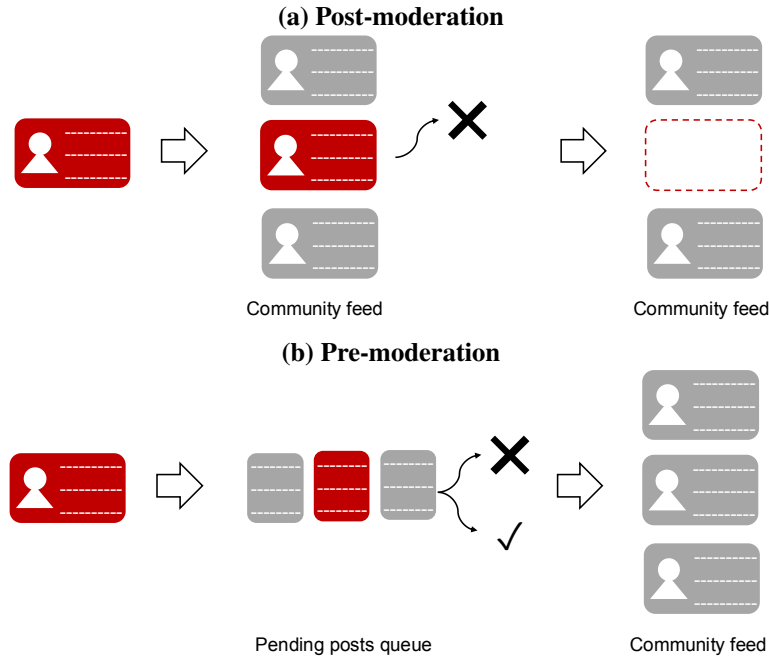 (a) Post-moderation
Community feed
Community feed
(b) Pre-moderation
Pending posts queue
Community feed